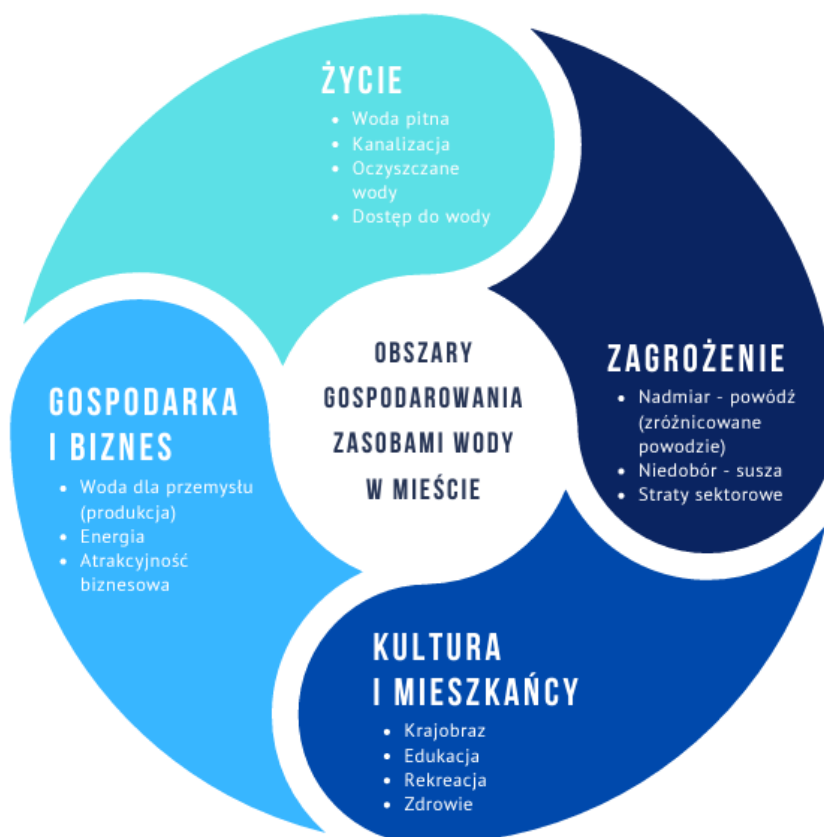 ŻYCIE
• Woda pitna
• Kanalizacja
• Oczyszczane
wody
• Dostęp do wody
ZAGROŻENIE
• Nadmiar - powódź
(zróżnicowane
powodzie)
• Niedobór - susza
• Straty sektorowe
OBSZARY
GOSPODAROWANIA
ZASOBAMI WODY
W MIEŚCIE
GOSPODARKA
I BIZNES
• Woda dla przemysłu
(produkcja)
• Energia
• Atrakcyjność
biznesowa
KULTURA
I MIESZKAŃCY
• Krajobraz
• Edukacja
• Rekreacja
• Zdrowie